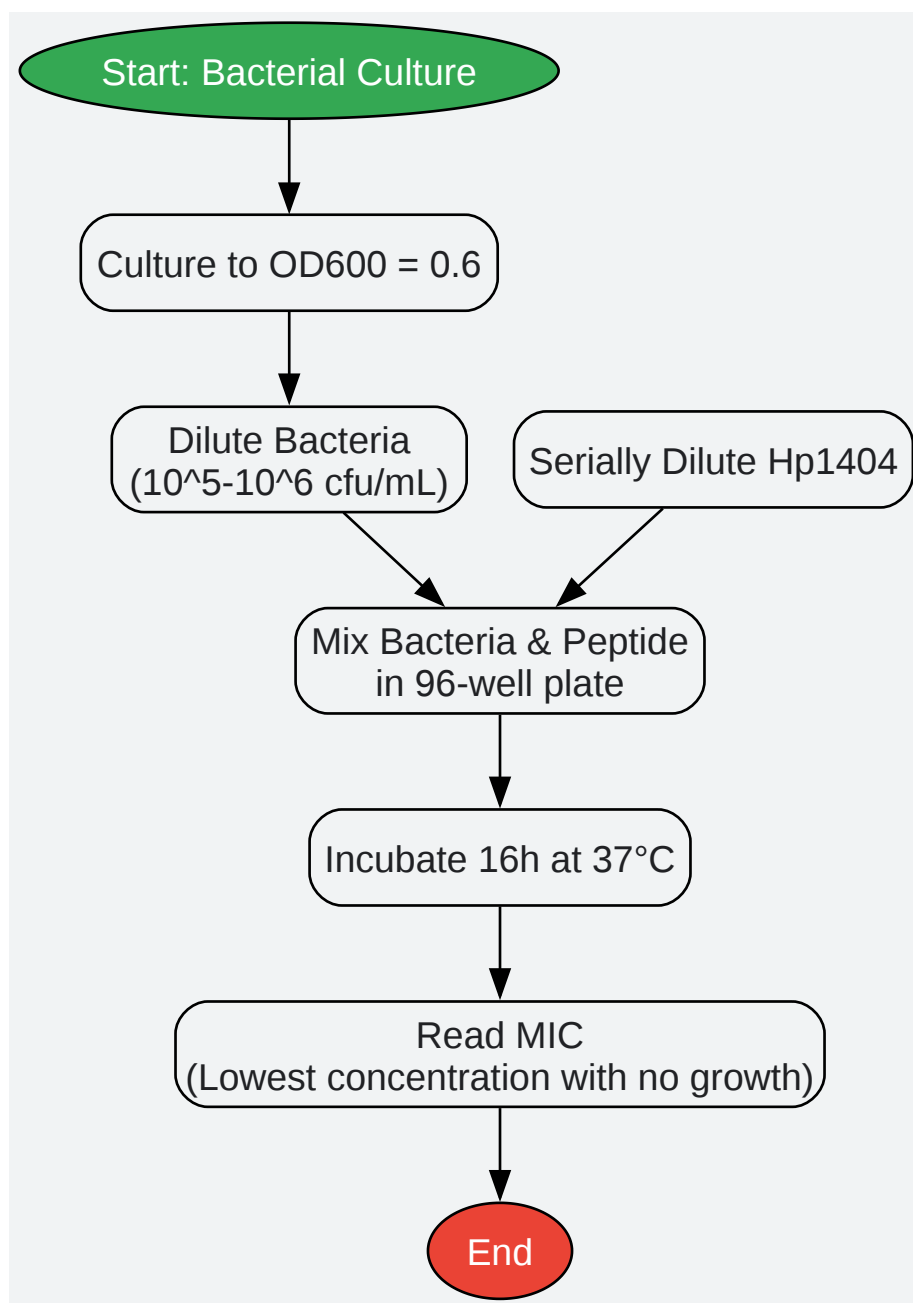 Start: Bacterial Culture
Culture to OD600 = 0.6
Dilute Bacteria
(10^5-10^6 cfu/mL)
Serially Dilute Hp1404
Mix Bacteria & Peptide
in 96-well plate
Incubate 16h at 37°C
Read MIC
(Lowest concentration with no growth)
End